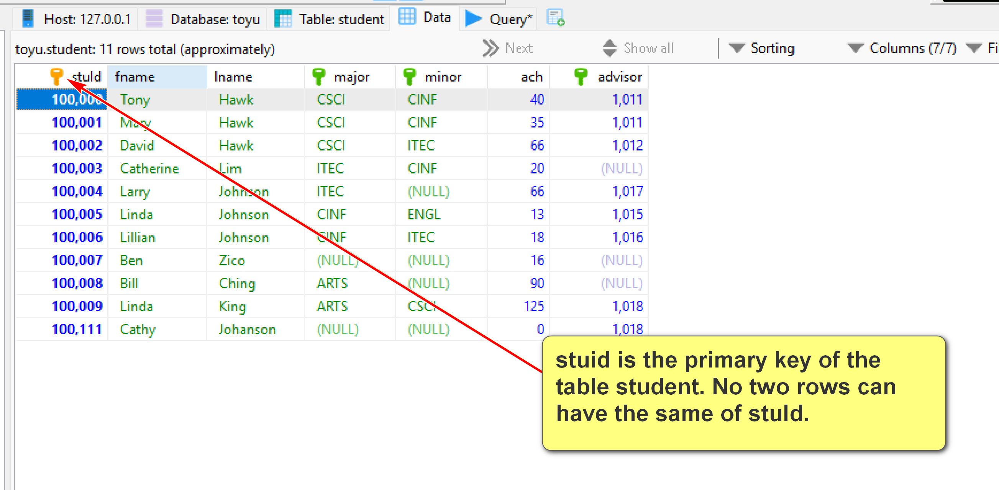 Host: 127.0.0.1 Database: toyu Table: student Data Query*
toyu.student: 11 rows total (approximately) Next Show all Sorting Columns (7/7)
stuId fname lname major minor ach advisor
100,000 Tony Hawk CSCI CINF 40 1,011
100,001 Mary Hawk CSCI CINF 35 1,011
100,002 David Hawk CSCI ITEC 66 1,012
100,003 Catherine Lim ITEC CINF 20 (NULL)
100,004 Larry Johnson ITEC (NULL) 66 1,017
100,005 Linda Johnson CINF ENGL 13 1,015
100,006 Lillian Johnson CINF ITEC 18 1,016
100,007 Ben Zico (NULL) (NULL) 16 (NULL)
100,008 Bill Ching ARTS (NULL) 90 (NULL)
100,009 Linda King ARTS CSCI 125 1,018
100,111 Cathy Johanson (NULL) (NULL) 0 1,018
stuid is the primary key of the
table student. No two rows can
have the same of stuId.